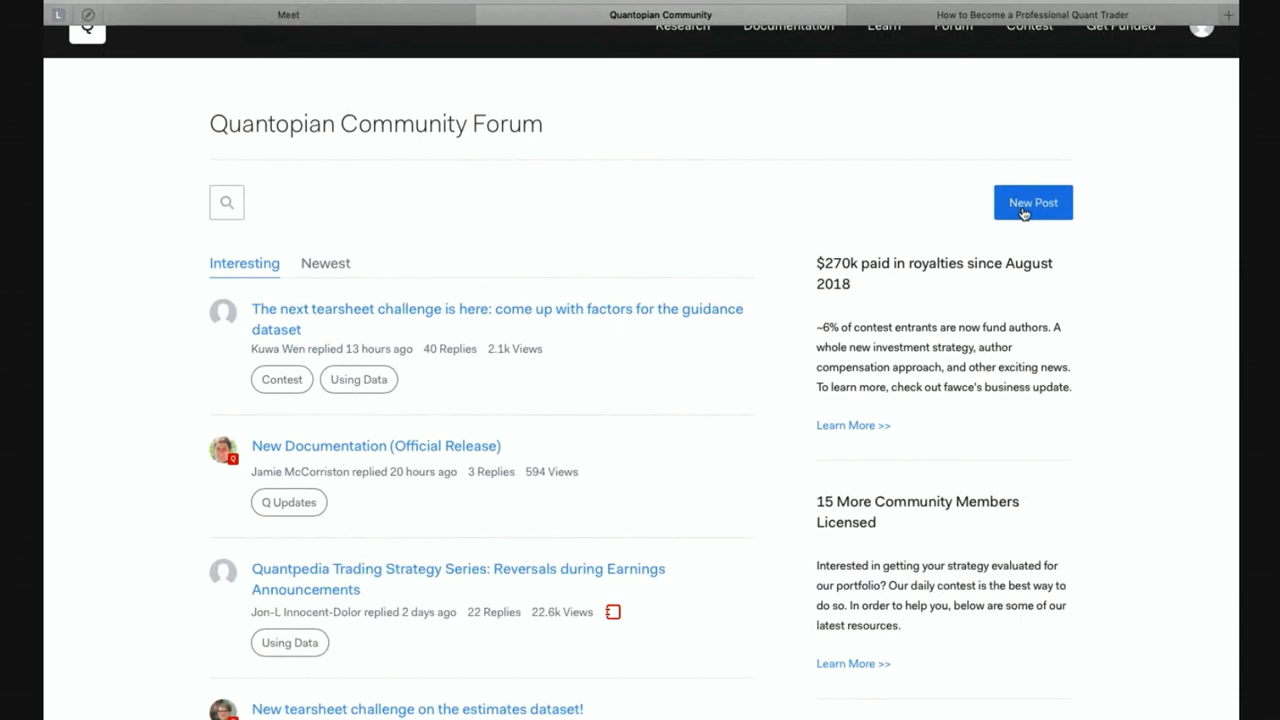 L
Meet
Quantopian Community
How to Become a Professional Quant Trader
Q
Research
Documentation
Learn
Forum
Contest
Get Funded
Quantopian Community Forum
New Post
Interesting
Newest
The next tearsheet challenge is here: come up with factors for the guidance
dataset
Kuwa Wen replied 13 hours ago 40 Replies 2.1k Views
Contest
Using Data
New Documentation (Official Release)
Jamie McCorriston replied 20 hours ago 3 Replies 594 Views
Q Updates
Quantpedia Trading Strategy Series: Reversals during Earnings
Announcements
Jon-L Innocent-Dolor replied 2 days ago 22 Replies 22.6k Views
Using Data
New tearsheet challenge on the estimates dataset!
$270k paid in royalties since August
2018
~6% of contest entrants are now fund authors. A
whole new investment strategy, author
compensation approach, and other exciting news.
To learn more, check out fawce's business update.
Learn More >>
15 More Community Members
Licensed
Interested in getting your strategy evaluated for
our portfolio? Our daily contest is the best way to
do so. In order to help you, below are some of our
latest resources.
Learn More >>